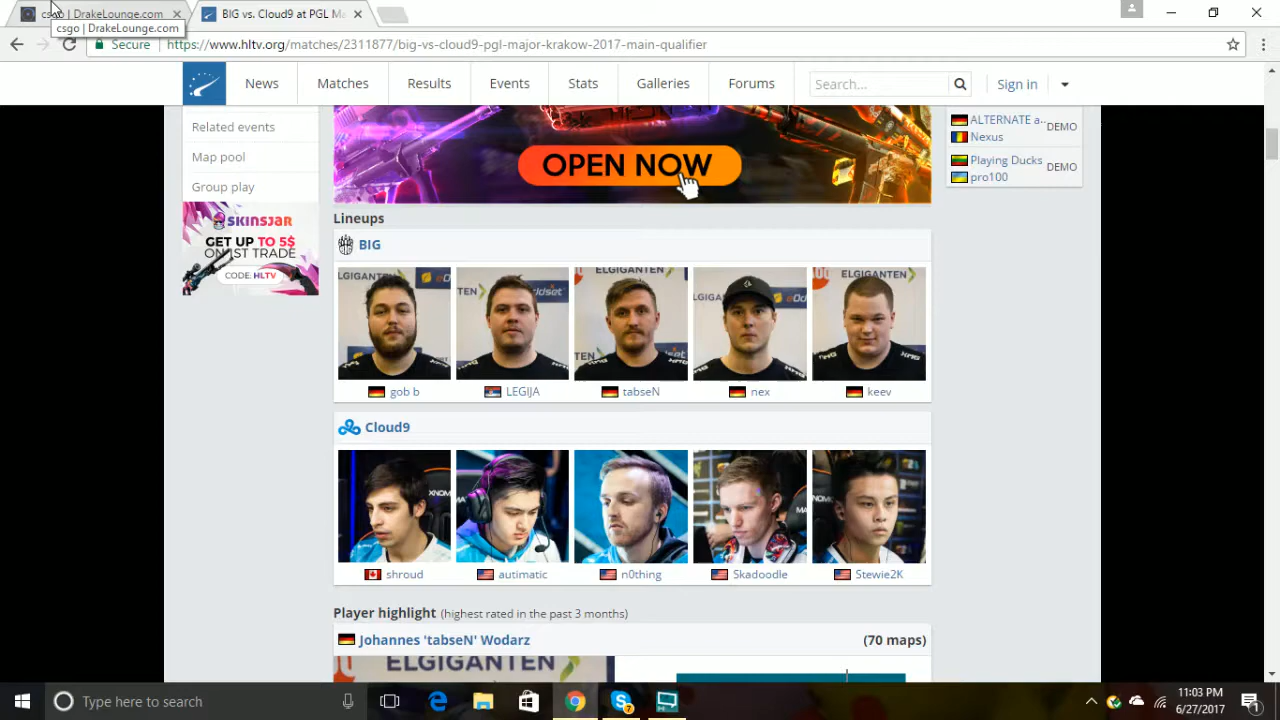 csgo | DrakeLounge.com
BIG vs. Cloud9 at PGL Ma
csgo | DrakeLounge.com
Secure
https://www.hltv.org/matches/2311877/big-vs-cloud9-pgl-major-krakow-2017-main-qualifier
News
Matches
Results
Events
Stats
Galleries
Forums
Search...
Sign in
Related events
Map pool
Group play
SKINSJAR
GET UP TO 5$
ON 1ST TRADE
CODE: HLTV
OPEN NOW
ALTERNATE a..
Nexus
DEMO
Playing Ducks
pro100
DEMO
Lineups
BIG
ELGIGANTEN
gob b
LEGIJA
tabseN
nex
keev
Cloud9
shroud
autimatic
n0thing
Skadoodle
Stewie2K
Player highlight (highest rated in the past 3 months)
Johannes 'tabseN' Wodarz
(70 maps)
ELGIGANTEN
Type here to search
11:03 PM
6/27/2017